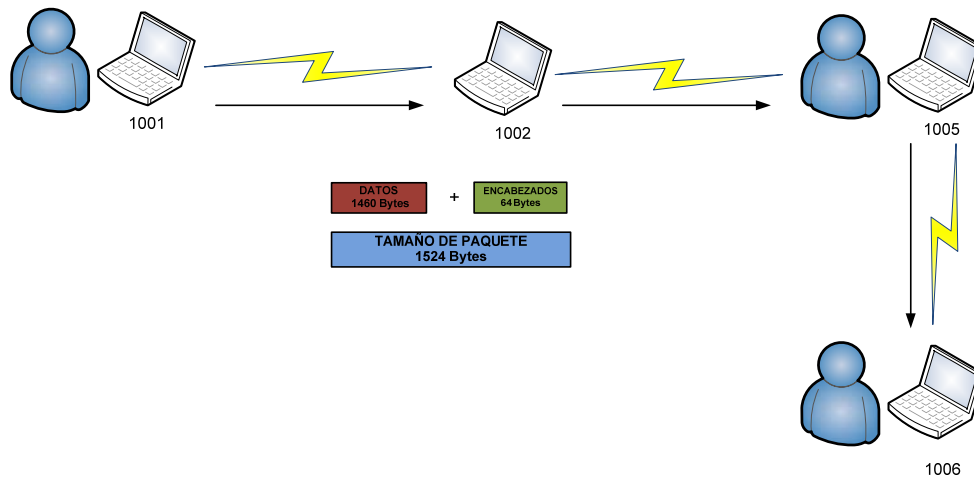 1001
1002
1005
DATOS
1460 Bytes
+
ENCABEZADOS
64 Bytes
TAMAÑO DE PAQUETE
1524 Bytes
1006